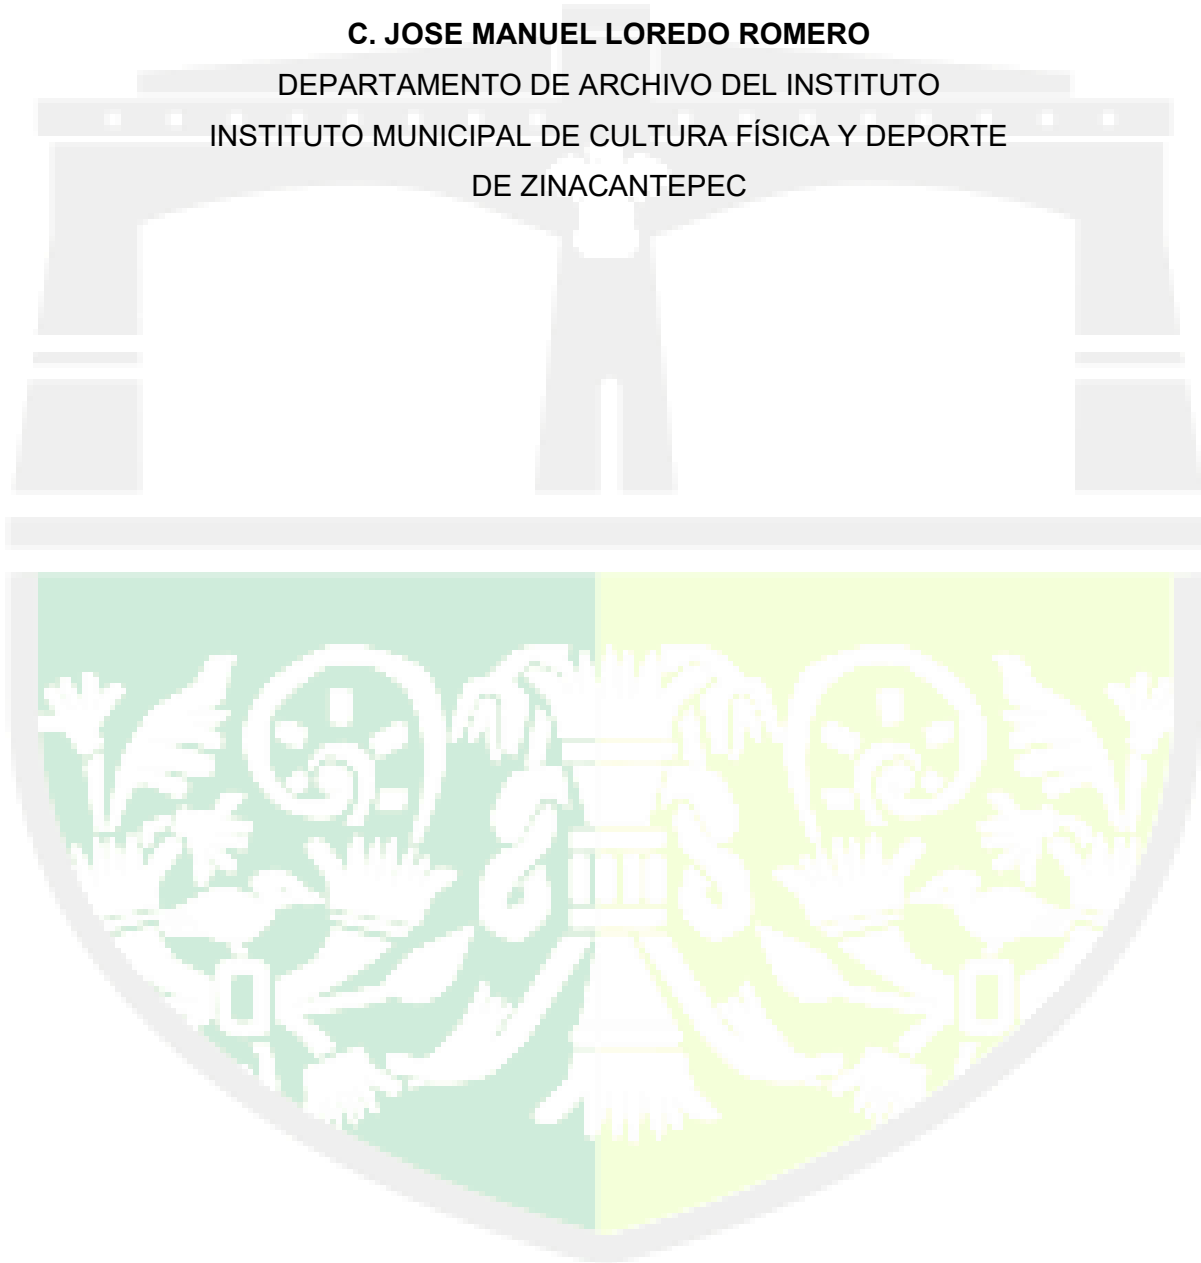 C. JOSE MANUEL LOREDO ROMERO
DEPARTAMENTO DE ARCHIVO DEL INSTITUTO
INSTITUTO MUNICIPAL DE CULTURA FÍSICA Y DEPORTE
DE ZINACANTEPEC